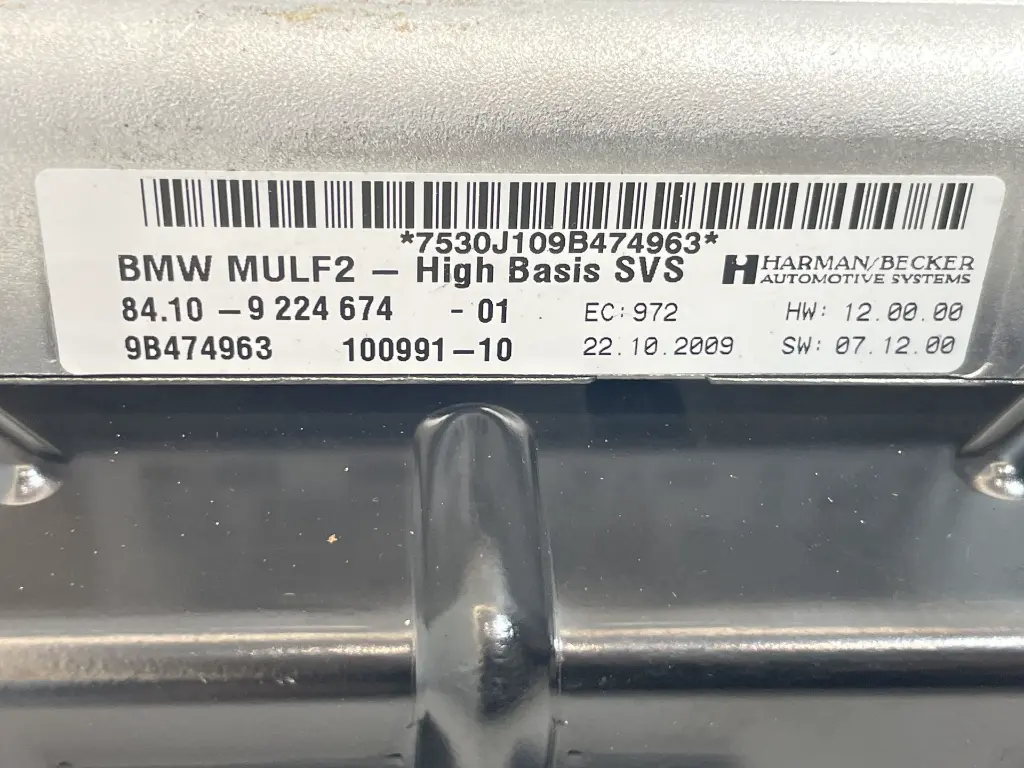 *7530J109B474963*
BMW MULF2 – High Basis SVS
HARMAN/BECKER
AUTOMOTIVE SYSTEMS
84.10 – 9 224 674 - 01 EC: 972 HW: 12.00.00
9B474963 100991–10 22.10.2009 SW: 07.12.00